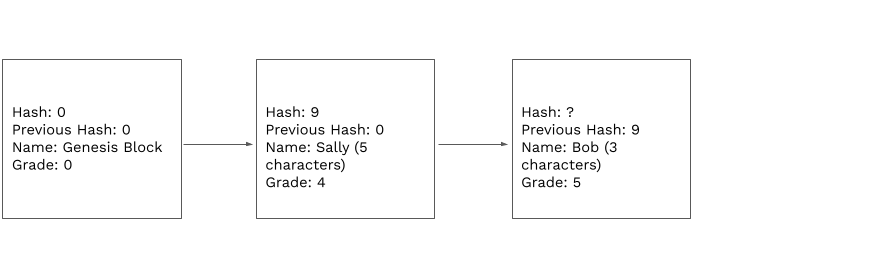 Hash: 0
Previous Hash: 0
Name: Genesis Block
Grade: 0
Hash: 9
Previous Hash: 0
Name: Sally (5
characters)
Grade: 4
Hash: ?
Previous Hash: 9
Name: Bob (3
characters)
Grade: 5